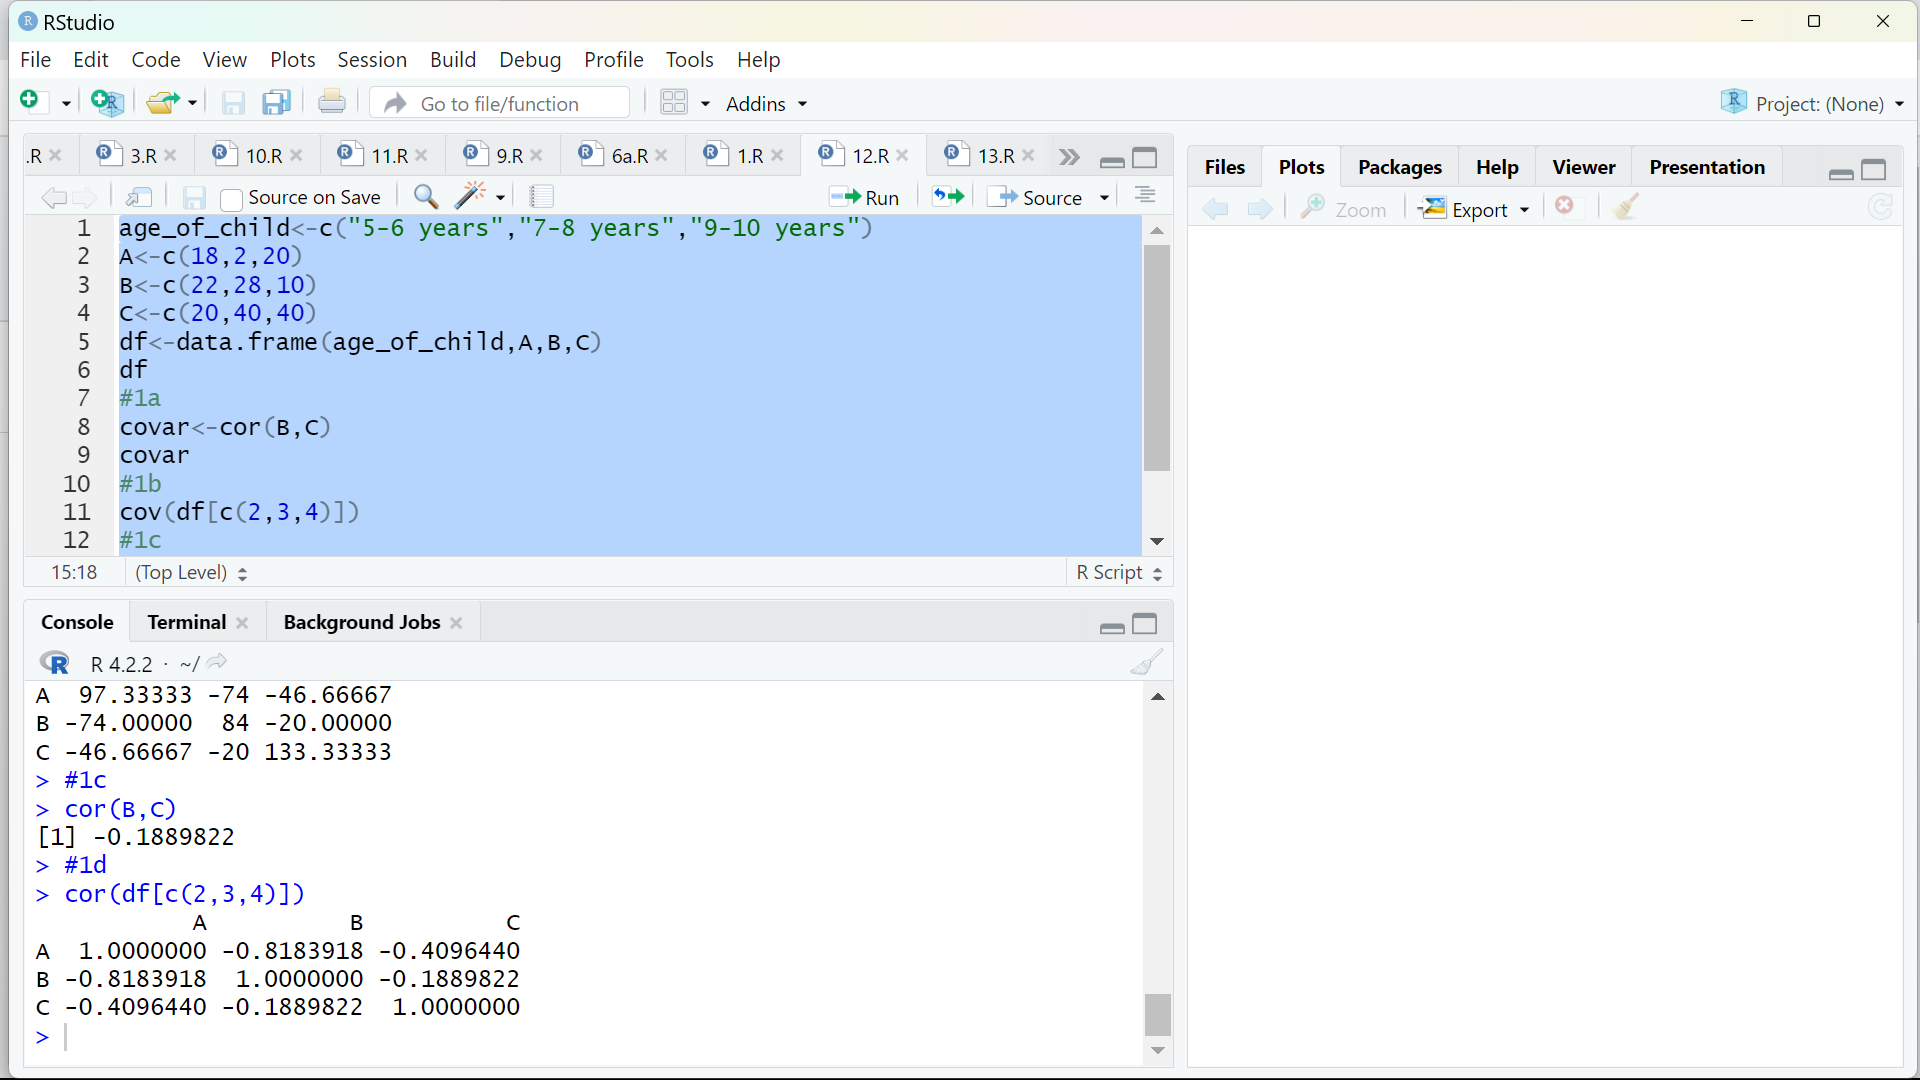 RStudio
File Edit Code View Plots Session Build Debug Profile Tools Help
Go to file/function Addins Project: (None)
.R 3.R 10.R 11.R 9.R 6a.R 1.R 12.R 13.R
Source on Save Run Source
1 age_of_child<-c("5-6 years","7-8 years","9-10 years")
2 A<-c(18,2,20)
3 B<-c(22,28,10)
4 C<-c(20,40,40)
5 df<-data.frame(age_of_child,A,B,C)
6 df
7 #1a
8 covar<-cor(B,C)
9 covar
10 #1b
11 cov(df[c(2,3,4)])
12 #1c
15:18 (Top Level) R Script
Console Terminal Background Jobs
R 4.2.2 · ~/
A 97.33333 -74 -46.66667
B -74.00000 84 -20.00000
C -46.66667 -20 133.33333
> #1c
> cor(B,C)
[1] -0.1889822
> #1d
> cor(df[c(2,3,4)])
A B C
A 1.0000000 -0.8183918 -0.4096440
B -0.8183918 1.0000000 -0.1889822
C -0.4096440 -0.1889822 1.0000000
>
Files Plots Packages Help Viewer Presentation
Zoom Export